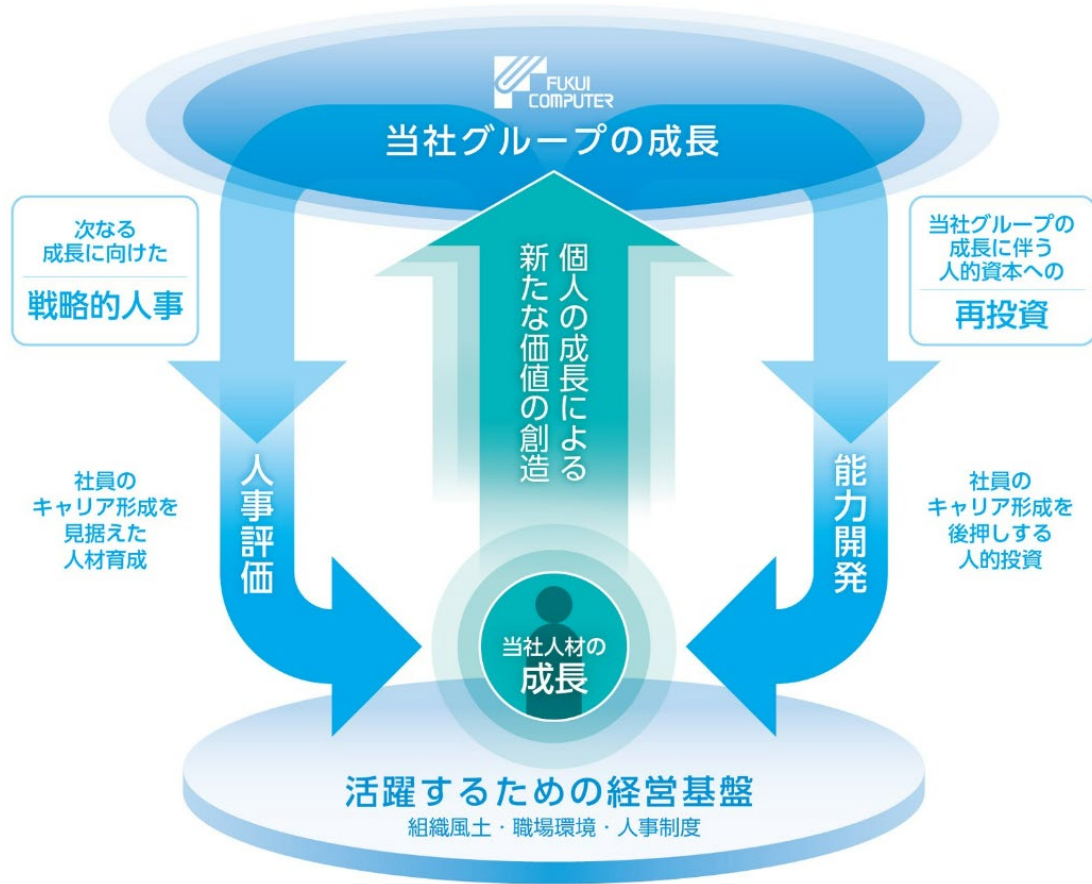 FUKUI
COMPUTER
当社グループの成長
次なる
成長に向けた
戦略的人事
当社グループの
成長に伴う
人的資本への
再投資
個人の成長による
新たな価値の創造
人事評価
能力開発
社員の
キャリア形成を
見据えた
人材育成
社員の
キャリア形成を
後押しする
人的投資
当社人材の
成長
活躍するための経営基盤
組織風土・職場環境・人事制度